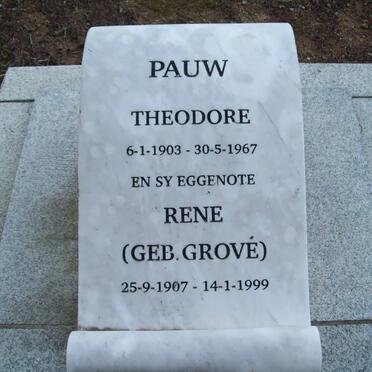 PAUW
THEODORE
6-1-1903 - 30-5-1967
EN SY EGGENOTE
RENE
(GEB. GROVÉ)
25-9-1907 - 14-1-1999